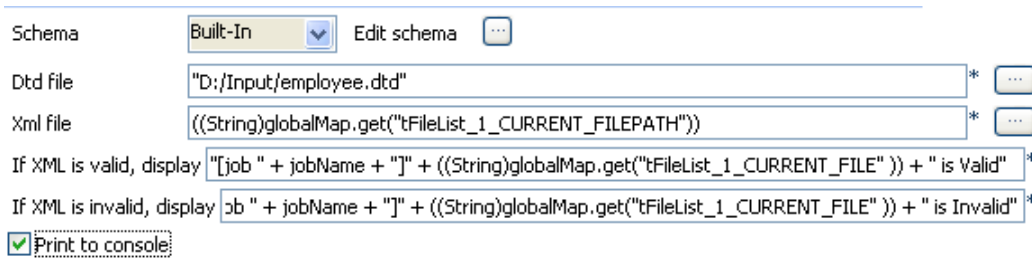 Schema Built-In Edit schema ...
Dtd file "D:/Input/employee.dtd" * ...
Xml file ((String)globalMap.get("tFileList_1_CURRENT_FILEPATH")) * ...
If XML is valid, display "[job " + jobName + "]" + ((String)globalMap.get("tFileList_1_CURRENT_FILE" )) + " is Valid" *
If XML is invalid, display ob " + jobName + "]" + ((String)globalMap.get("tFileList_1_CURRENT_FILE" )) + " is Invalid" *
Print to console